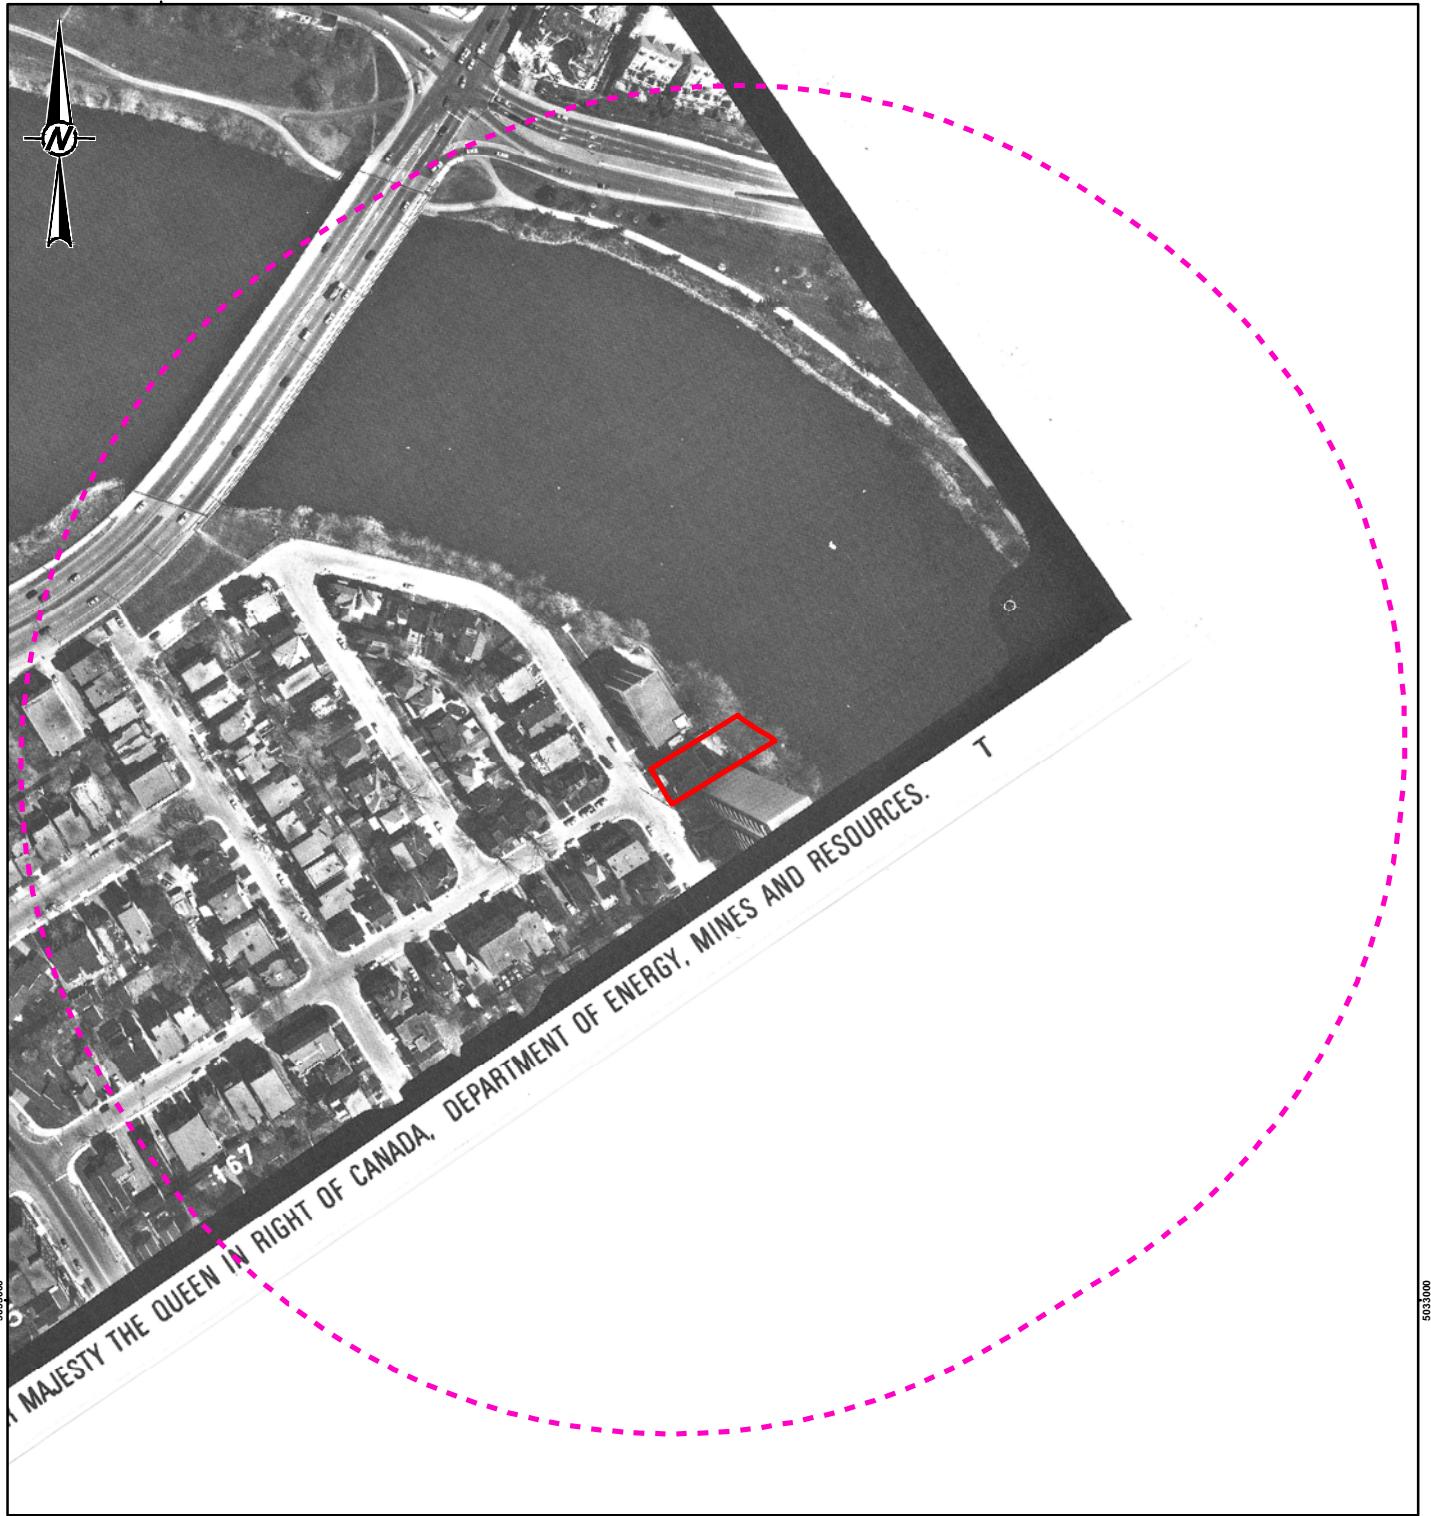 N
T
MAJESTY THE QUEEN IN RIGHT OF CANADA, DEPARTMENT OF ENERGY, MINES AND RESOURCES.
167
5033000